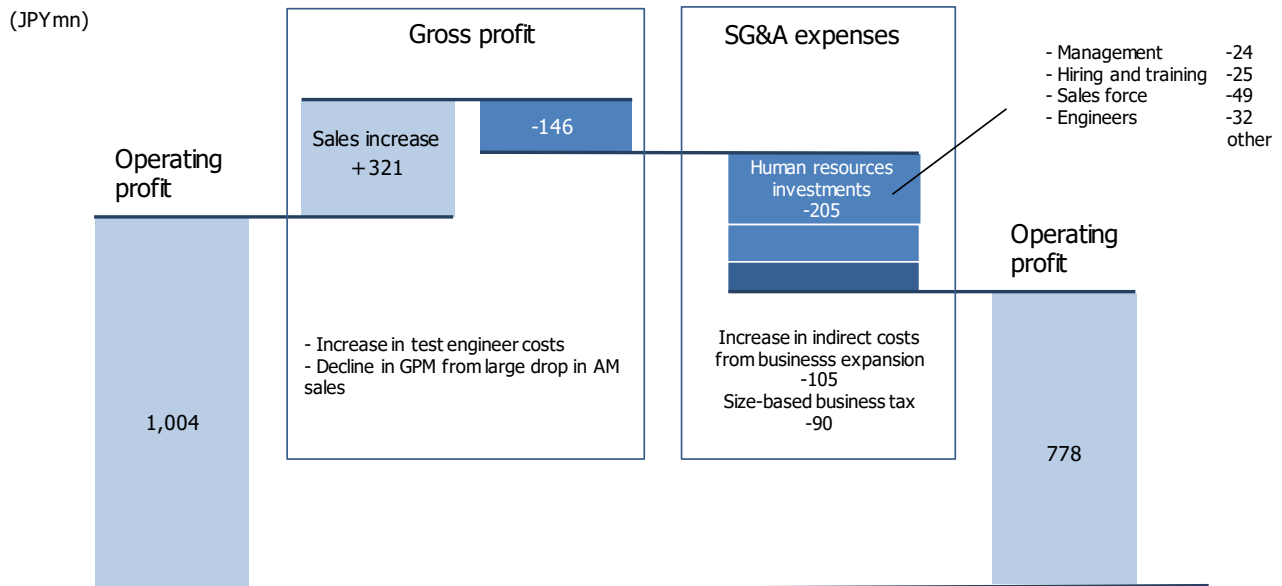 (JPYmn)
Gross profit
SG&A expenses
- Management -24
- Hiring and training -25
- Sales force -49
- Engineers -32
other
Operating
profit
Sales increase
+321
-146
Human resources
investments
-205
Operating
profit
- Increase in test engineer costs
- Decline in GPM from large drop in AM
sales
Increase in indirect costs
from businesss expansion
-105
Size-based business tax
-90
1,004
778